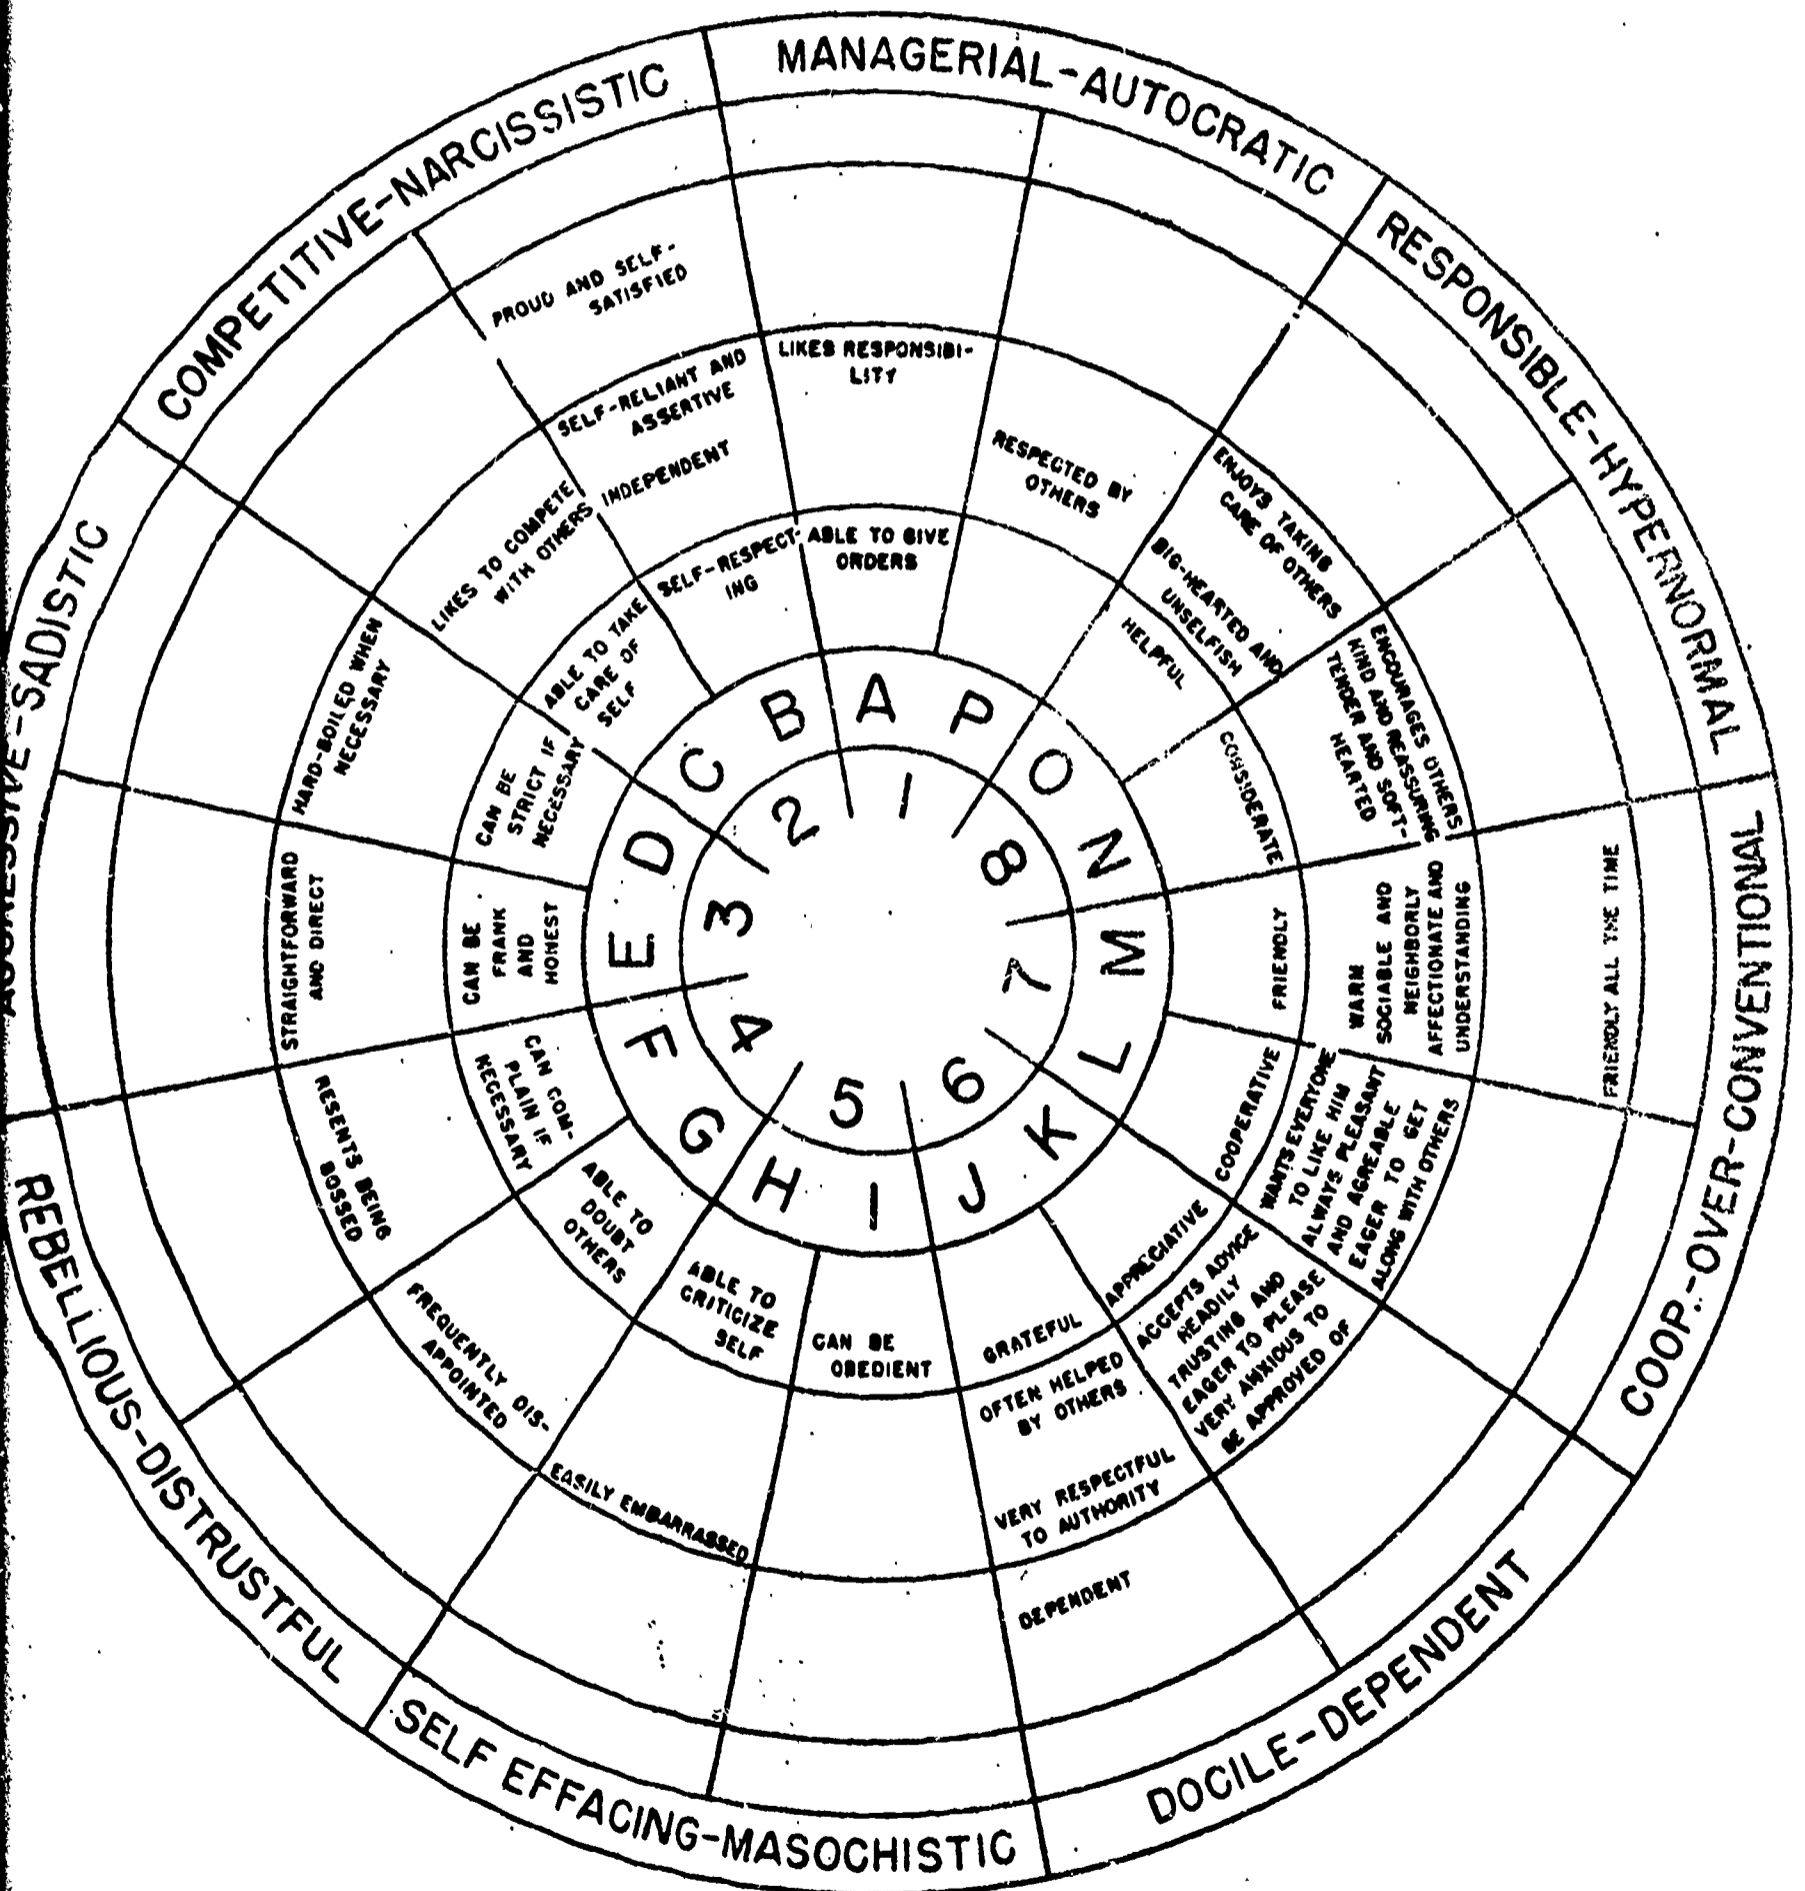 MANAGERIAL-AUTOCRATIC
RESPONSIBLE-HYPERNORMAL
COOP.-OVER-CONVENTIONAL
DOCILE-DEPENDENT
SELF EFFACING-MASOCHISTIC
REBELLIOUS-DISTRUSTFUL
AGGRESSIVE-SADISTIC
COMPETITIVE-NARCISSISTIC
PROUD AND SELF-
SATISFIED
SELF-RELIANT AND
ASSERTIVE
INDEPENDENT
SELF-RESPECT-
ING
LIKES RESPONSIBI-
LITY
ABLE TO GIVE
ORDERS
RESPECTED BY
OTHERS
ENJOYS TAKING
CARE OF OTHERS
BIG-HEARTED AND
UNSELFISH
HELPFUL
ENCOURAGES OTHERS
KIND AND REASSURING
TENDER AND SOFT-
HEARTED
CONSIDERATE
FRIENDLY
WARM
SOCIABLE AND
NEIGHBORLY
AFFECTIONATE AND
UNDERSTANDING
FRIENDLY ALL THE TIME
COOPERATIVE
WANTS EVERYONE
TO LIKE HIM
ALWAYS PLEASANT
AND AGREABLE
EAGER TO GET
ALONG WITH OTHERS
APPRECIATIVE
ACCEPTS ADVICE
READILY
TRUSTING AND
EAGER TO PLEASE
VERY ANXIOUS TO
BE APPROVED OF
GRATEFUL
OFTEN HELPED
BY OTHERS
VERY RESPECTFUL
TO AUTHORITY
DEPENDENT
CAN BE
OBEDIENT
ABLE TO
CRITICIZE
SELF
EASILY EMBARRASSED
ABLE TO
DOUBT
OTHERS
FREQUENTLY DIS-
APPOINTED
CAN COM-
PLAIN IF
NECESSARY
RESENTS BEING
BOSSED
CAN BE
FRANK
AND
HONEST
STRAIGHTFORWARD
AND DIRECT
CAN BE
STRICT IF
NECESSARY
HARD-BOILED WHEN
NECESSARY
ABLE TO TAKE
CARE OF
SELF
LIKES TO COMPETE
WITH OTHERS
A
P
O
N
M
L
K
J
I
H
G
F
E
D
C
B
1
2
3
4
5
6
7
8